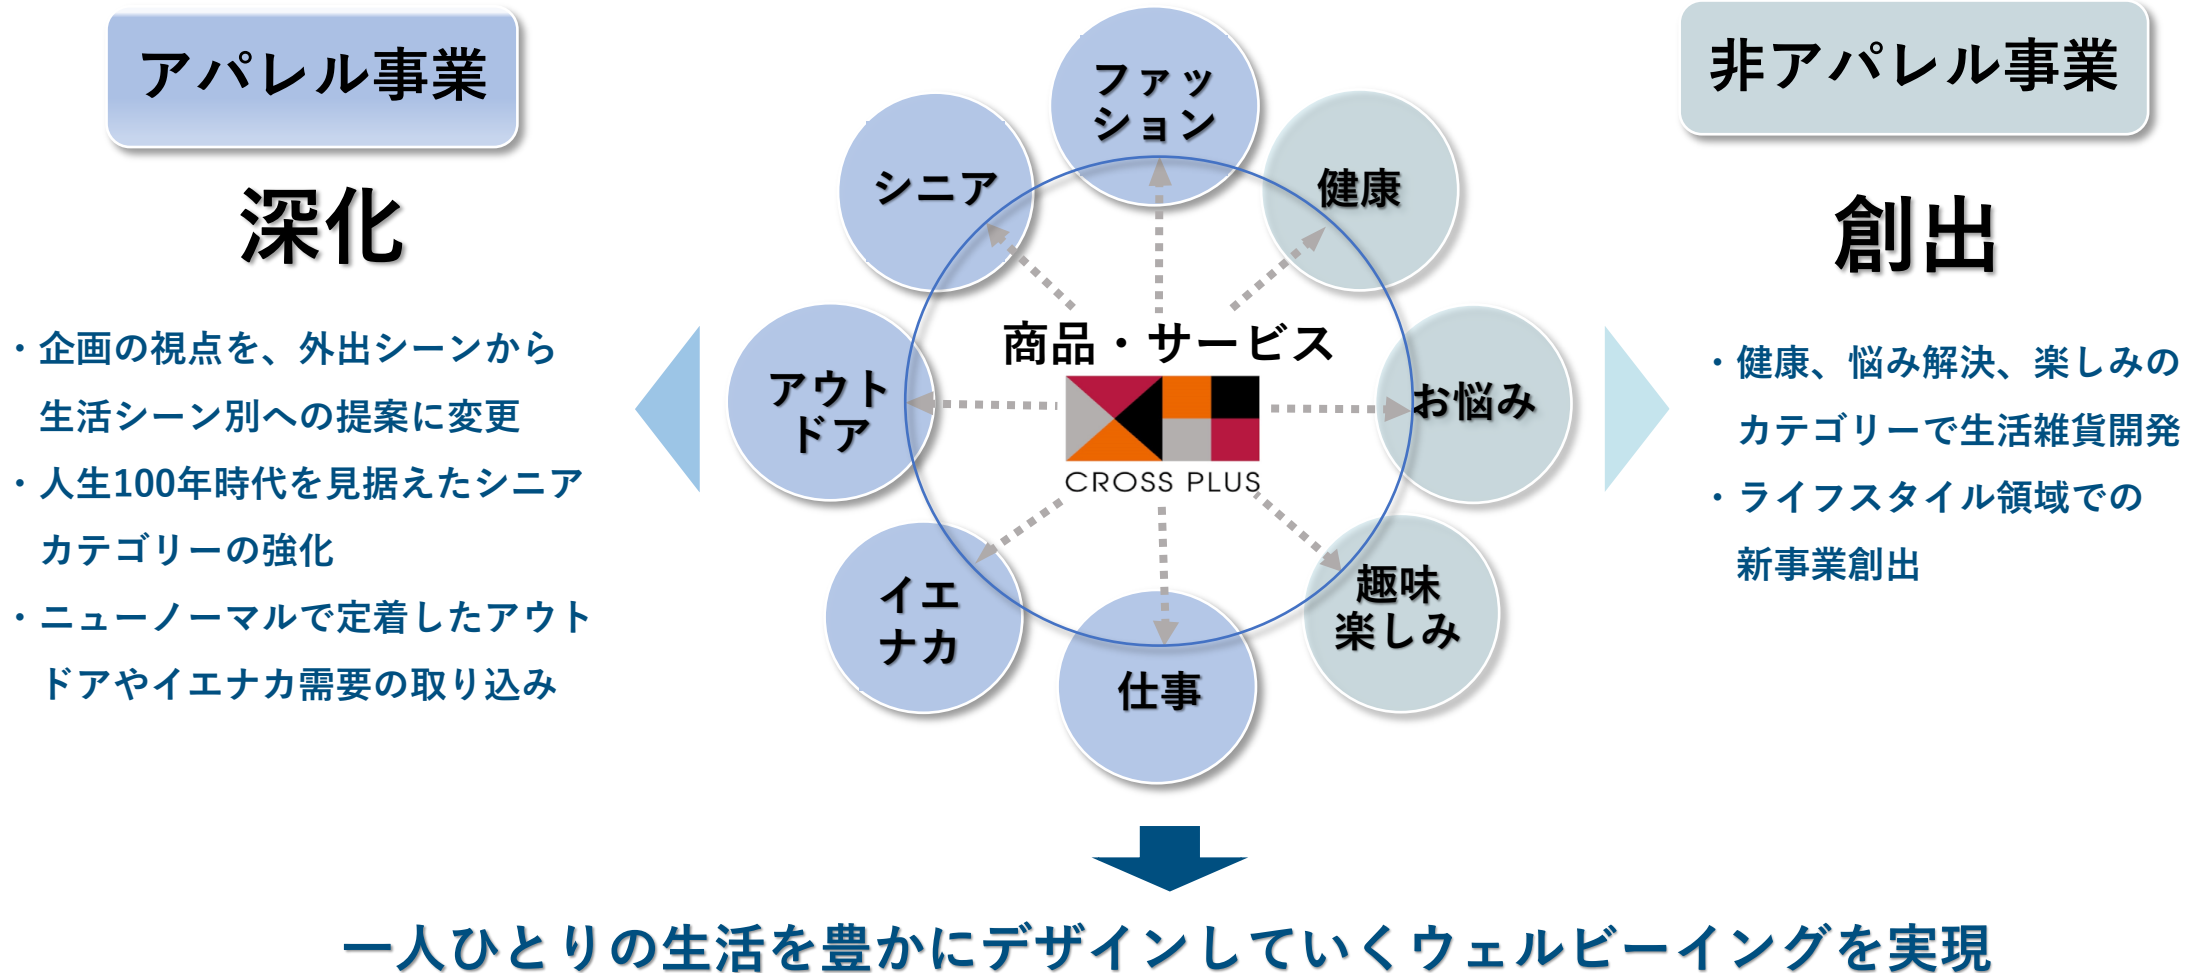 アパレル事業
深化
・企画の視点を、外出シーンから
生活シーン別への提案に変更
・人生100年時代を見据えたシニア
カテゴリーの強化
・ニューノーマルで定着したアウト
ドアやイエナカ需要の取り込み
ファッ
ション
シニア
健康
商品・サービス
アウト
ドア
CROSS PLUS
お悩み
イエ
ナカ
趣味
楽しみ
仕事
非アパレル事業
創出
・健康、悩み解決、楽しみの
カテゴリーで生活雑貨開発
・ライフスタイル領域での
新事業創出
一人ひとりの生活を豊かにデザインしていくウェルビーイングを実現